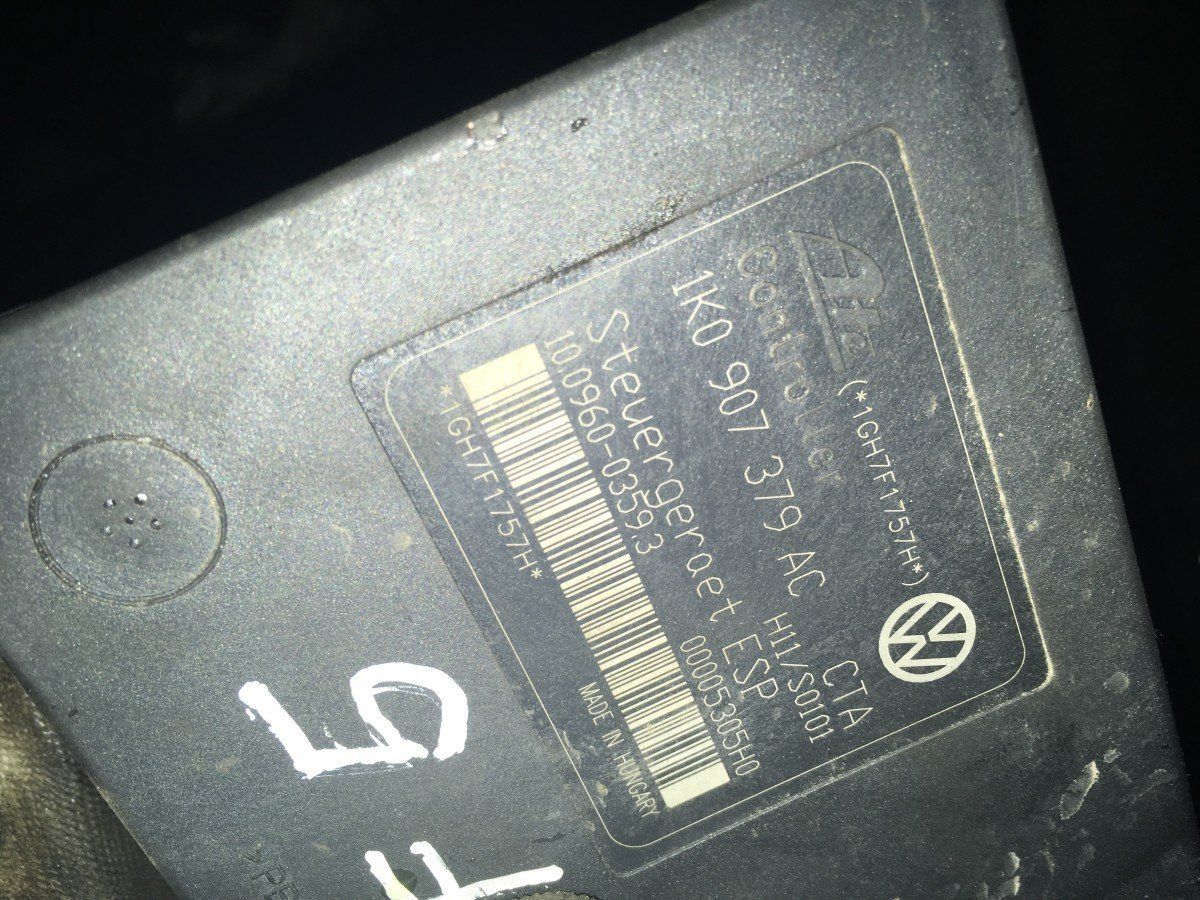 Ate
Controller
(*1GH7F1757H*)
1K0 907 379 AC CTA
H11/S0101
Steuergeraet ESP
10.0960-0359.3 00005305H0
*1GH7F1757H*
MADE IN HUNGARY